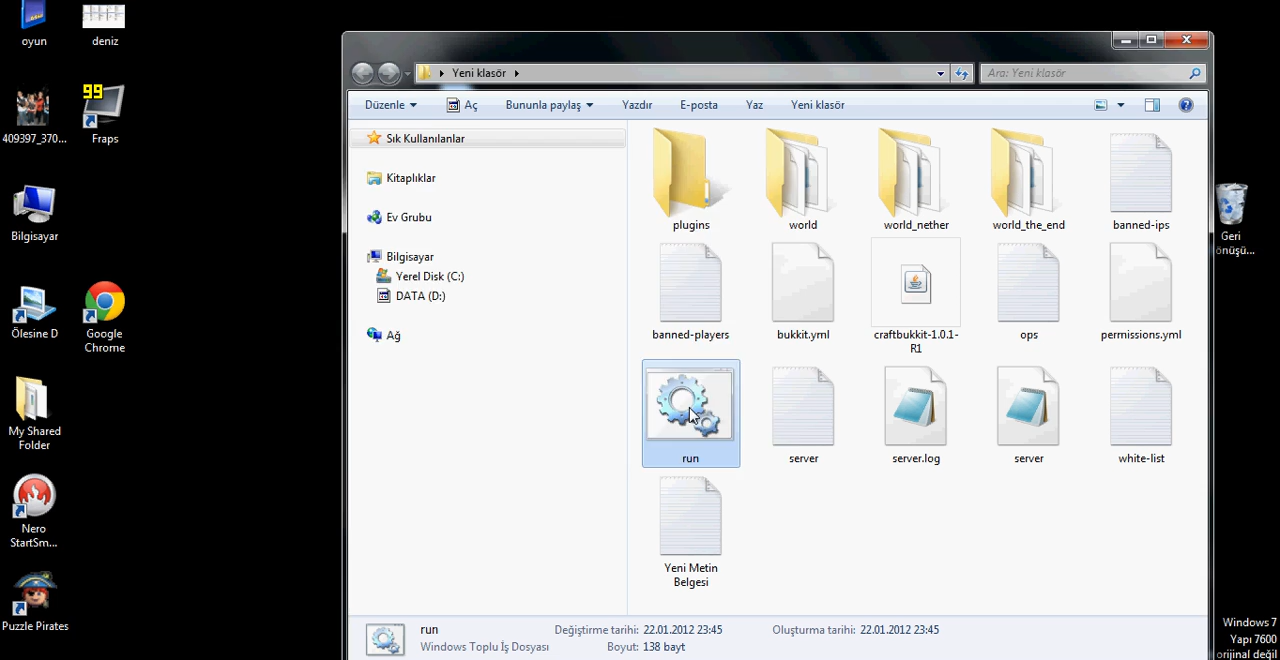 oyun
deniz
409397_370...
99
Fraps
Bilgisayar
Ölesine D
Google
Chrome
My Shared
Folder
Nero
StartSm...
Puzzle Pirates
Yeni klasör
Ara: Yeni klasör
Düzenle
Aç
Bununla paylaş
Yazdır
E-posta
Yaz
Yeni klasör
Sık Kullanılanlar
Kitaplıklar
Ev Grubu
Bilgisayar
Yerel Disk (C:)
DATA (D:)
Ağ
plugins
world
world_nether
world_the_end
banned-ips
banned-players
bukkit.yml
craftbukkit-1.0.1-
R1
ops
permissions.yml
run
server
server.log
server
white-list
Yeni Metin
Belgesi
run
Değiştirme tarihi: 22.01.2012 23:45
Oluşturma tarihi: 22.01.2012 23:45
Windows Toplu İş Dosyası
Boyut: 138 bayt
Geri
önüşü...
Windows 7
Yapı 7600
orijinal değil